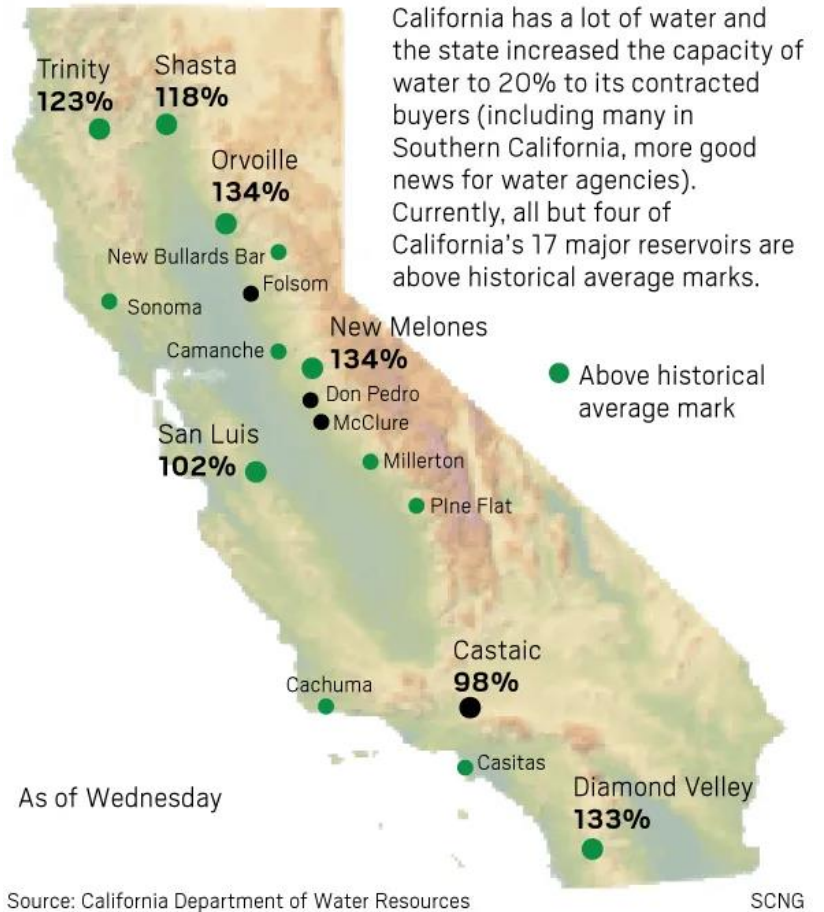 California has a lot of water and
the state increased the capacity of
water to 20% to its contracted
buyers (including many in
Southern California, more good
news for water agencies).
Currently, all but four of
California's 17 major reservoirs are
above historical average marks.
Trinity
123%
Shasta
118%
Orvoille
134%
New Bullards Bar
Folsom
Sonoma
New Melones
134%
Camanche
Above historical
average mark
Don Pedro
McClure
San Luis
102%
Millerton
PIne Flat
Castaic
98%
Cachuma
Casitas
Diamond Velley
133%
As of Wednesday
Source: California Department of Water Resources
SCNG